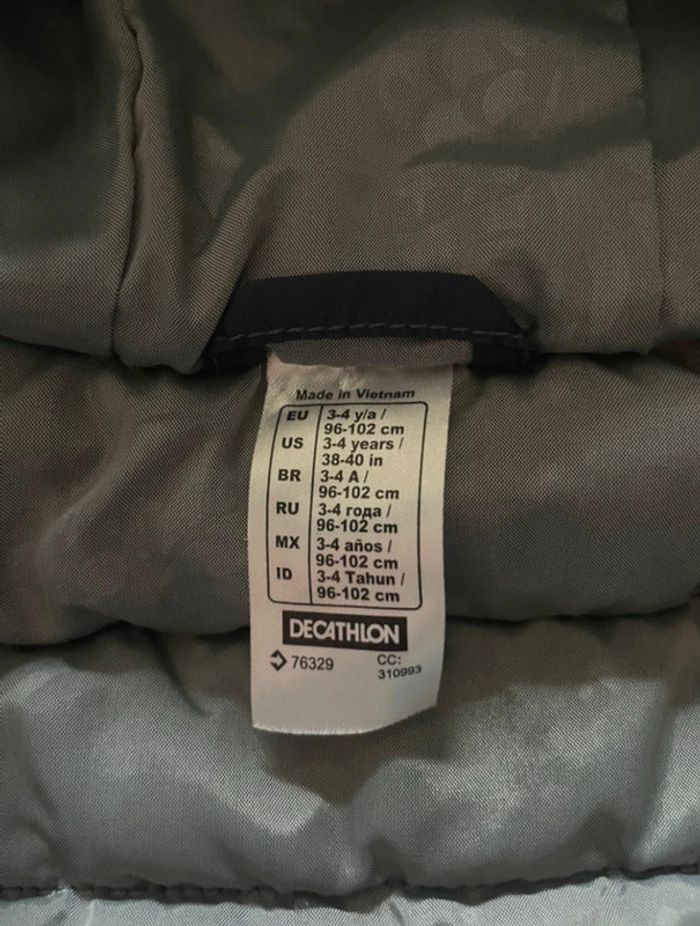 Made in Vietnam
EU 3-4 y/a /
96-102 cm
US 3-4 years /
38-40 in
BR 3-4 A /
96-102 cm
RU 3-4 года /
96-102 cm
MX 3-4 años /
96-102 cm
ID 3-4 Tahun /
96-102 cm
DECATHLON
76329 CC:
310993